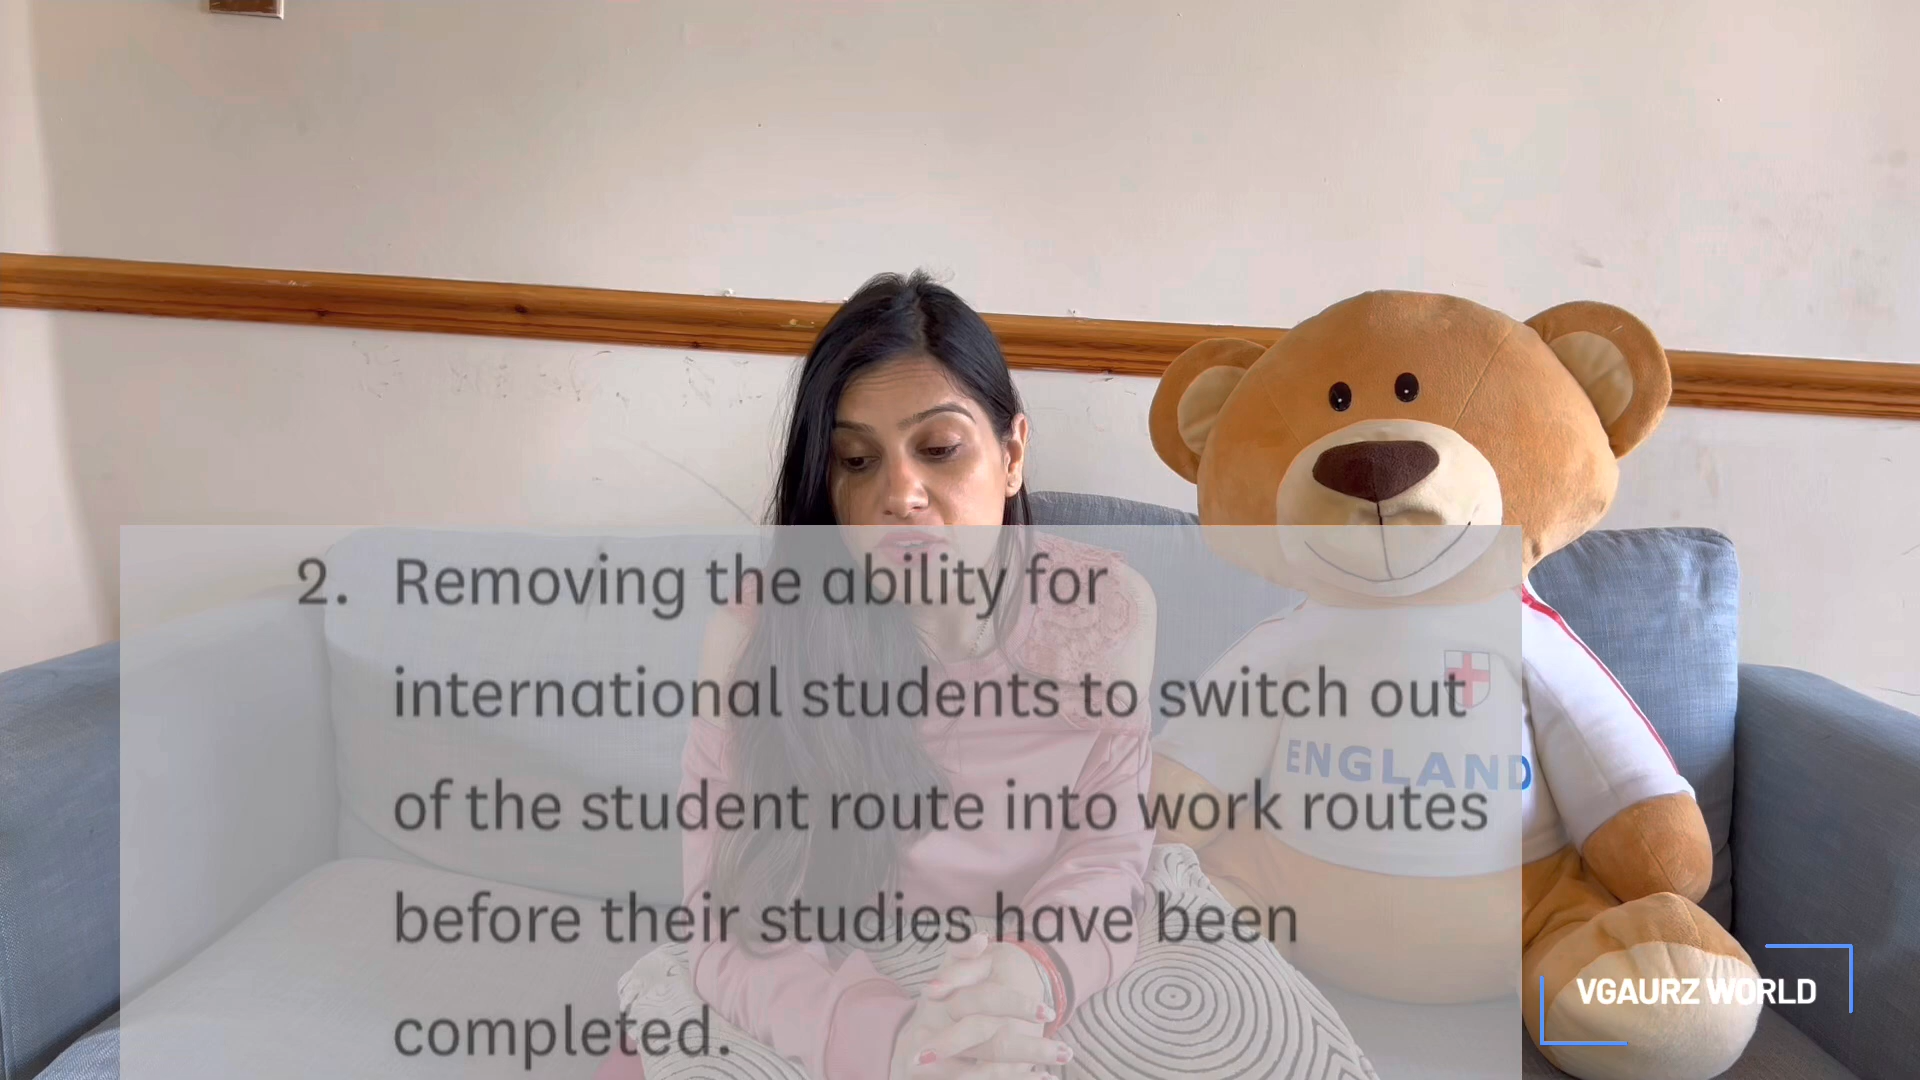 2. Removing the ability for
international students to switch out
of the student route into work routes
before their studies have been
completed.
ENGLAND
VGAURZ WORLD